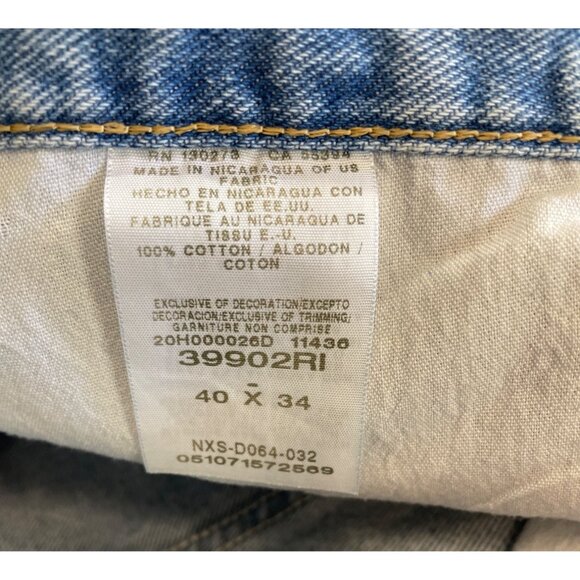 RN 130273 CA 55394
MADE IN NICARAGUA OF US
FABRIC
HECHO EN NICARAGUA CON
TELA DE EE.UU.
FABRIQUE AU NICARAGUA DE
TISSU E.-U.
100% COTTON / ALGODON /
COTON
EXCLUSIVE OF DECORATION/EXCEPTO
DECORACION/EXCLUSIVE OF TRIMMING/
GARNITURE NON COMPRISE
20H000026D 11436
39902RI
-
40 X 34
NXS-D064-032
051071572569